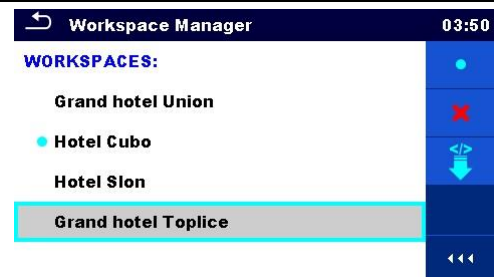 Workspace Manager 03:50
WORKSPACES:
Grand hotel Union
Hotel Cubo
Hotel Slon
Grand hotel Toplice